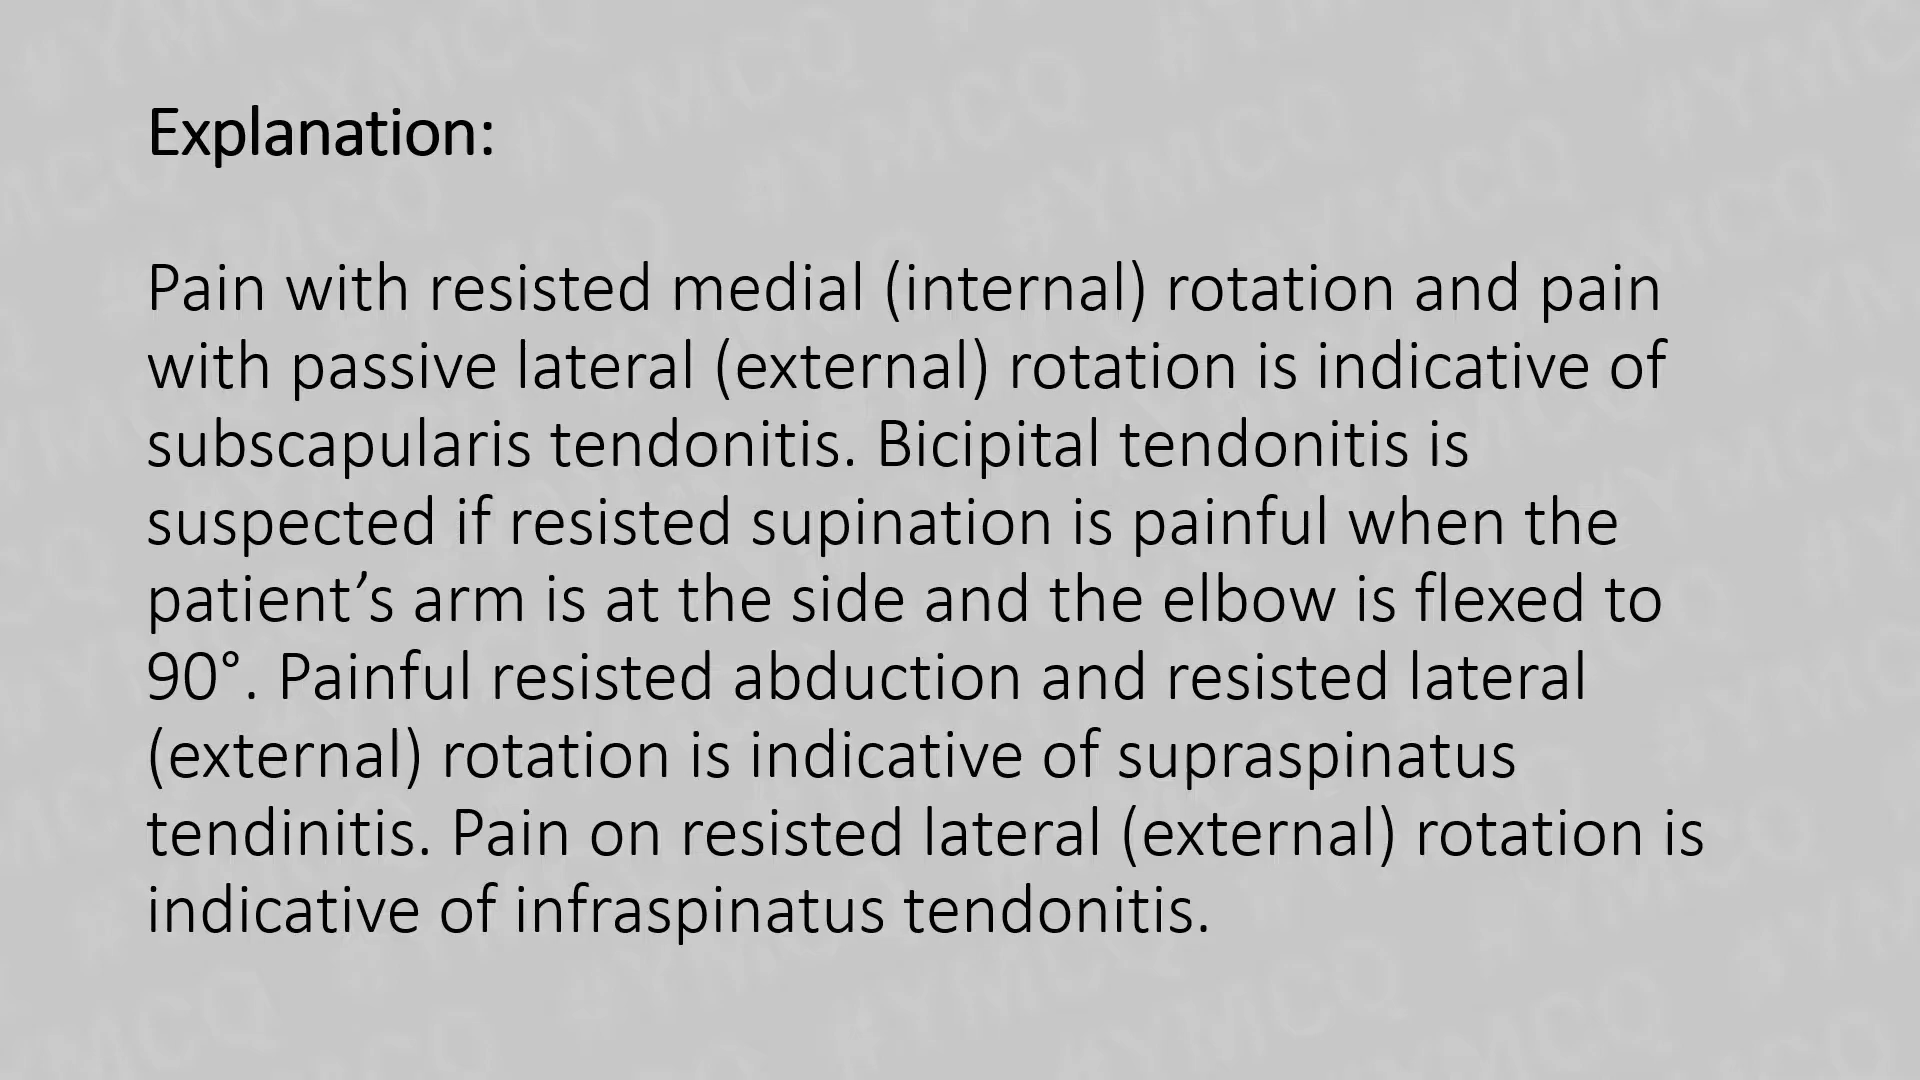 Explanation:
Pain with resisted medial (internal) rotation and pain
with passive lateral (external) rotation is indicative of
subscapularis tendonitis. Bicipital tendonitis is
suspected if resisted supination is painful when the
patient’s arm is at the side and the elbow is flexed to
90°. Painful resisted abduction and resisted lateral
(external) rotation is indicative of supraspinatus
tendinitis. Pain on resisted lateral (external) rotation is
indicative of infraspinatus tendonitis.
#YMCQ